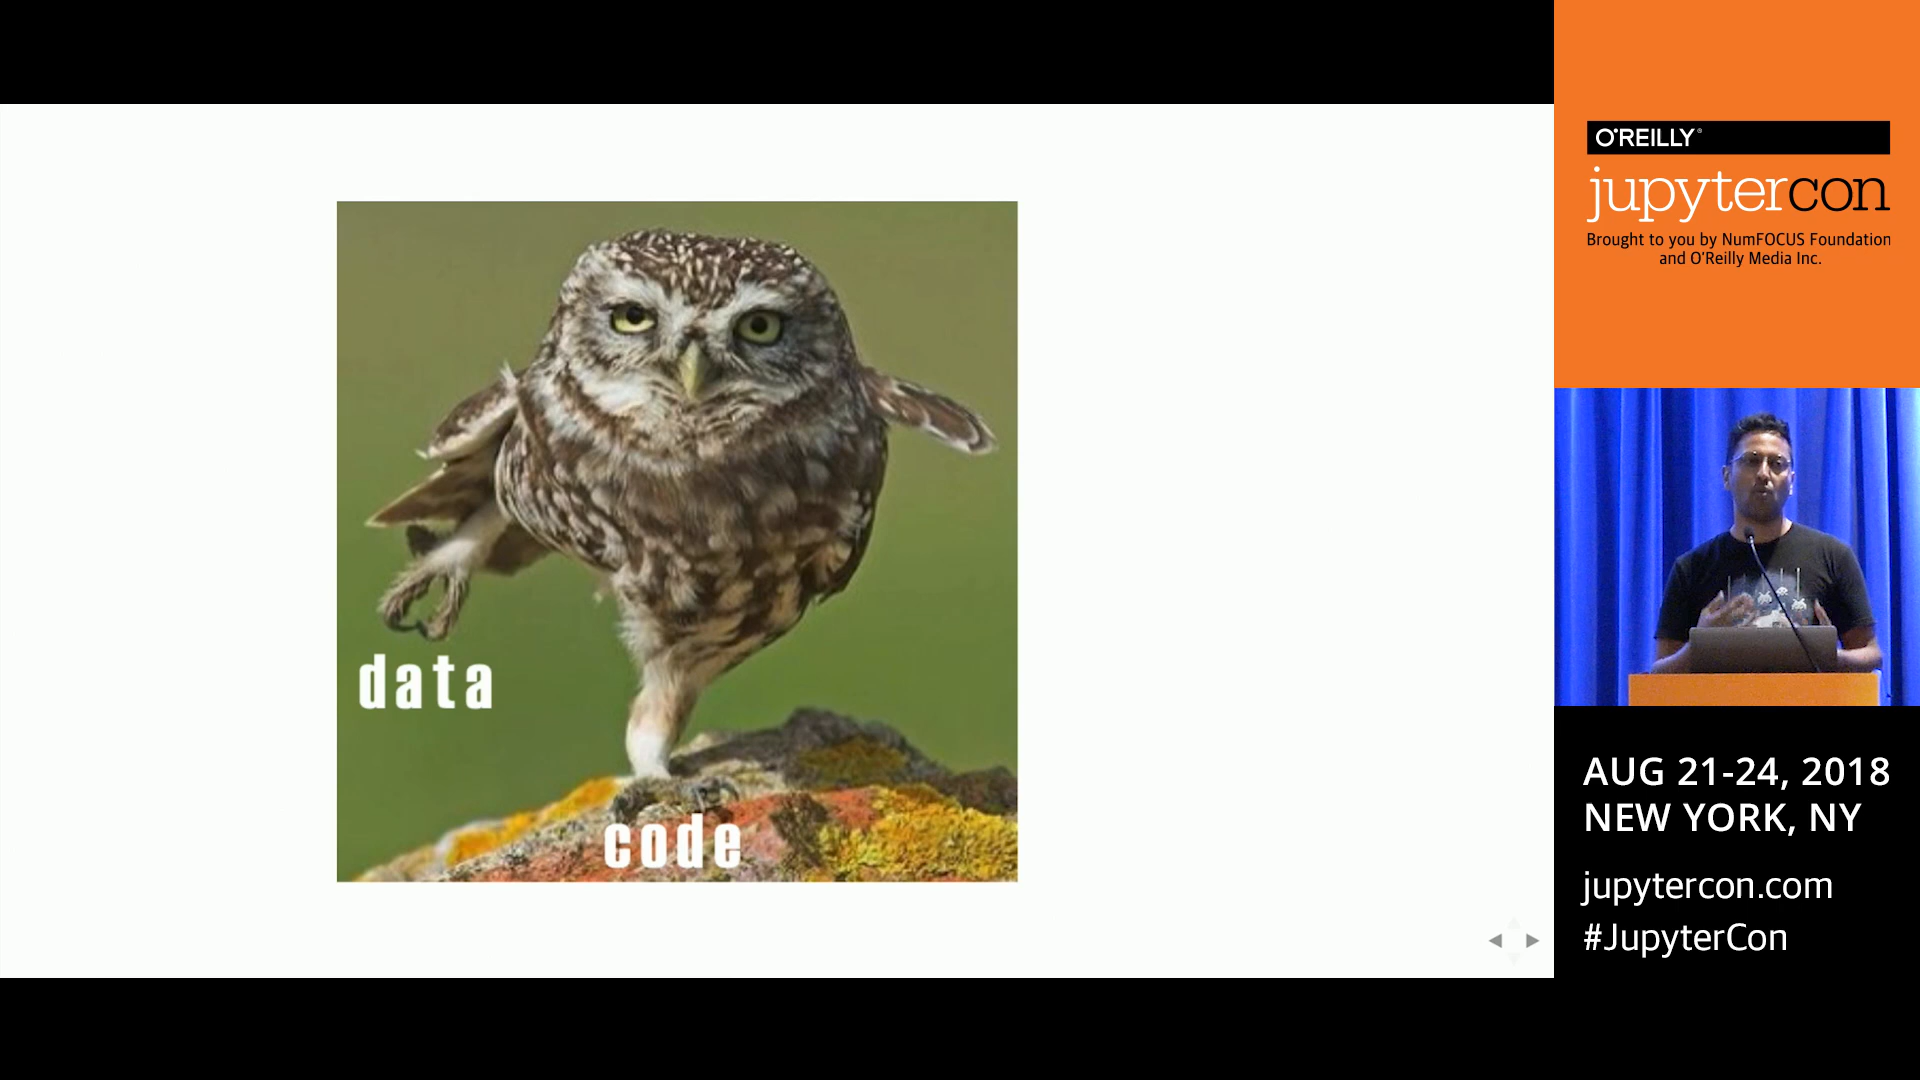 data
code
O'REILLY®
jupytercon
Brought to you by NumFOCUS Foundation
and O'Reilly Media Inc.
AUG 21-24, 2018
NEW YORK, NY
jupytercon.com
#JupyterCon